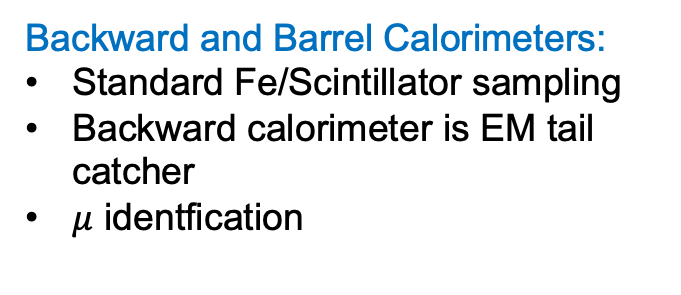 Backward and Barrel Calorimeters:
• Standard Fe/Scintillator sampling
• Backward calorimeter is EM tail
catcher
• 𝜇 identfication